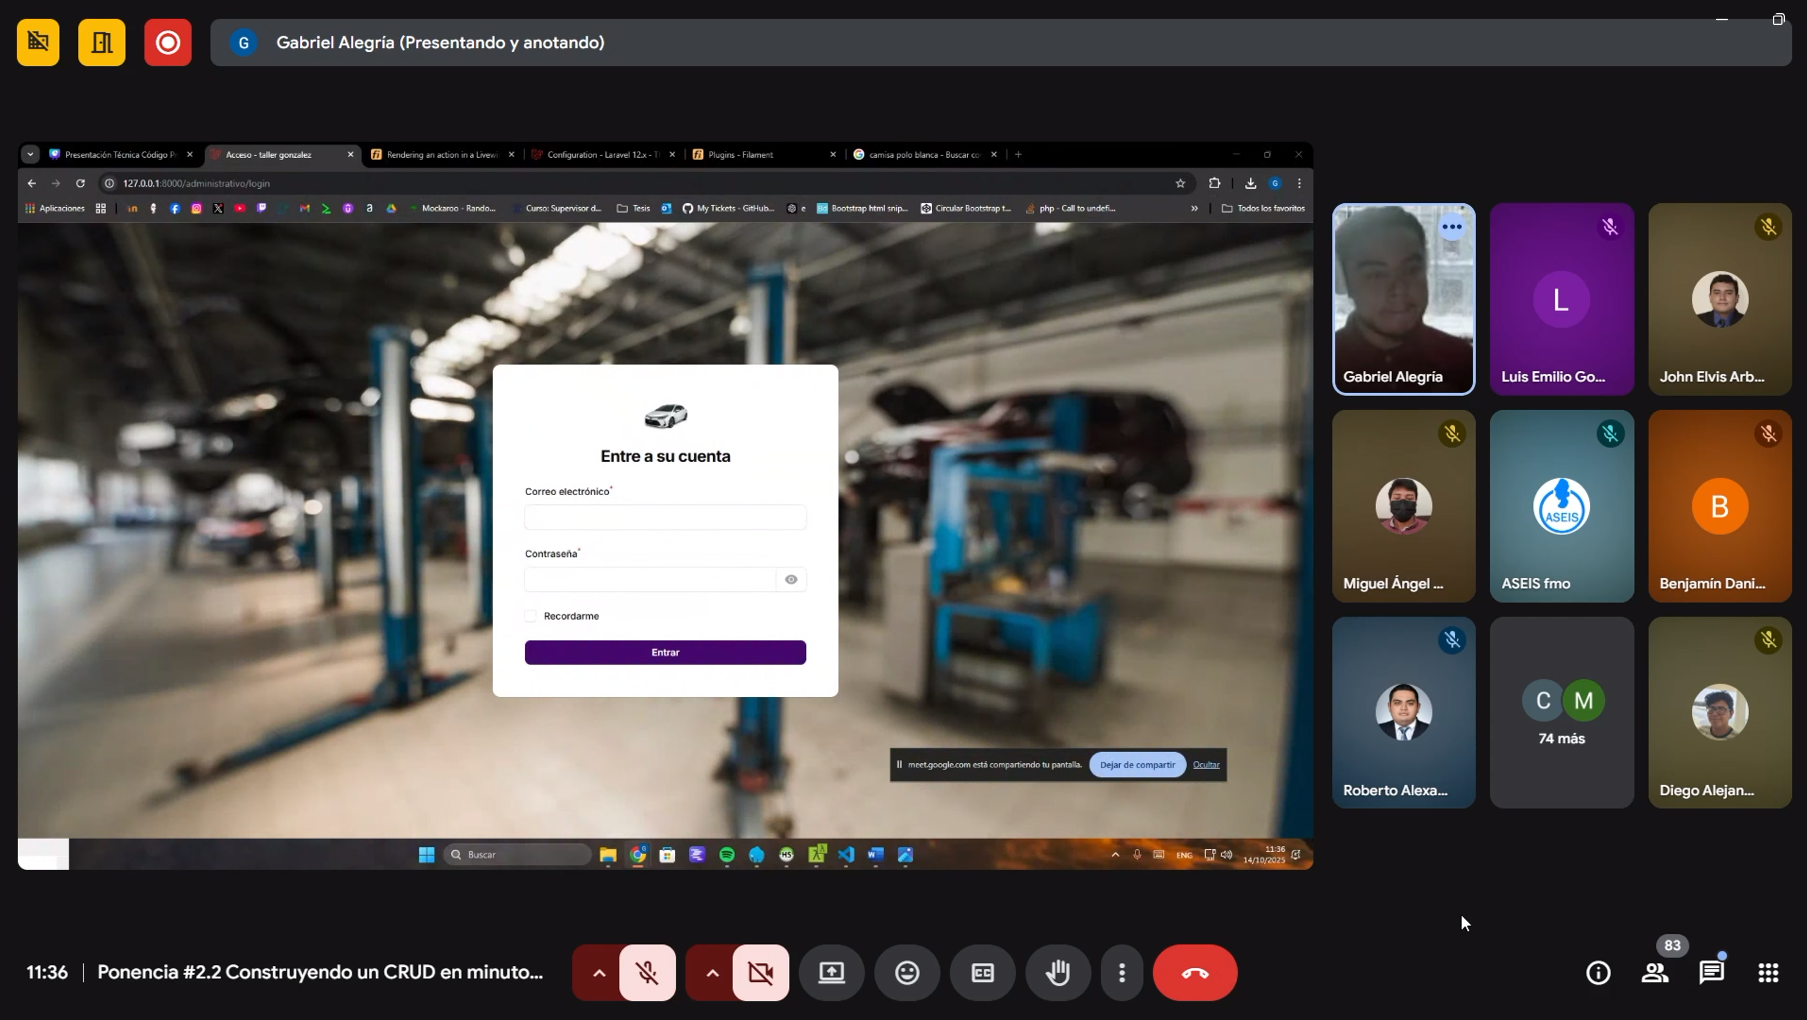 G Gabriel Alegría (Presentando y anotando)
Presentación Técnica Código P
Acceso - taller gonzalez
Rendering an action in a Livew
Configuration - Laravel 12.x - T
Plugins - Filament
camisa polo blanca - Buscar co
127.0.0.1:8000/administrativo/login
G
Aplicaciones
Mockaroo - Rando...
Curso: Supervisor d...
Tesis
My Tickets - GitHub...
e
Bootstrap html snip...
Circular Bootstrap t...
php - Call to undefi...
»
Todos los favoritos
Entre a su cuenta
Correo electrónico*
Contraseña*
Recordarme
Entrar
meet.google.com está compartiendo tu pantalla.
Dejar de compartir
Ocultar
Buscar
ENG
11:36
14/10/2025
Gabriel Alegría
L
Luis Emilio Go...
John Elvis Arb...
Miguel Ángel ...
ASEIS
ASEIS fmo
B
Benjamín Dani...
Roberto Alexa...
C M
74 más
Diego Alejan...
11:36 | Ponencia #2.2 Construyendo un CRUD en minuto...
83